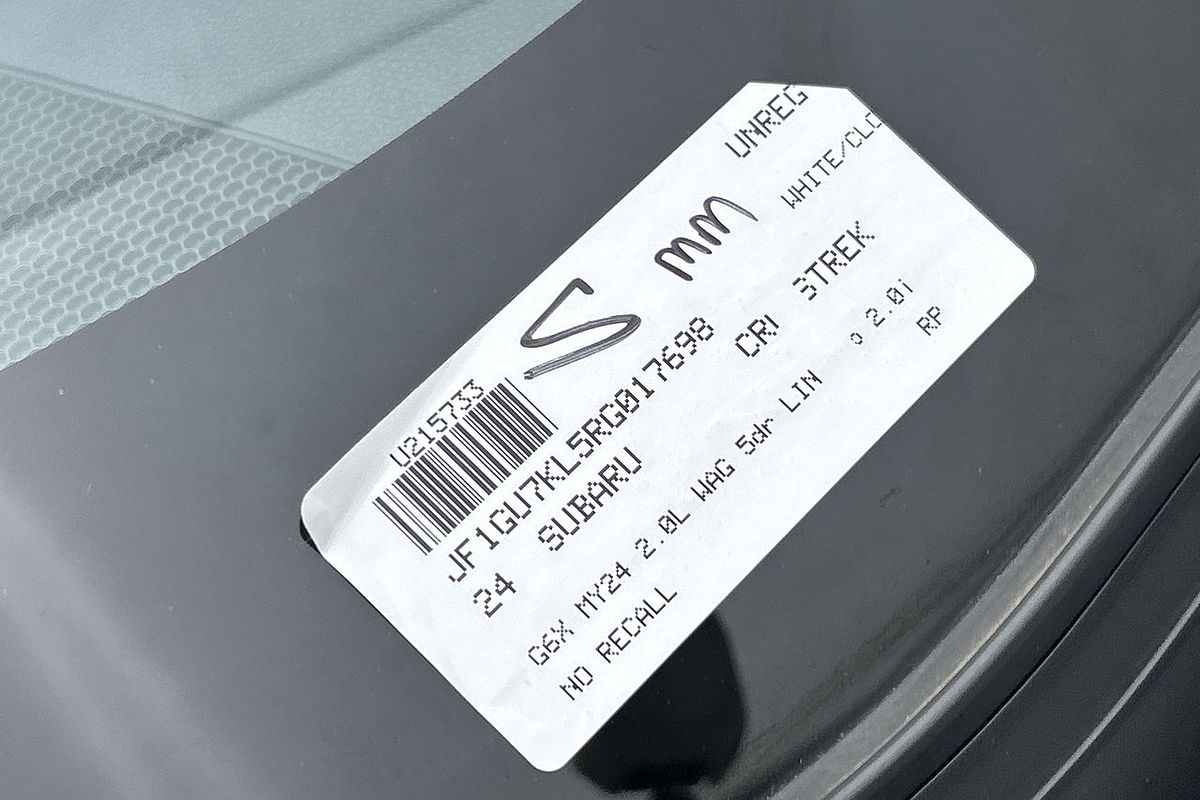 UNREG
WHITE/CLO
S mm
U215733
JF1GU7KL5RG017698
24 SUBARU CRO STREK
G6X MY24 2.0L WAG 5dr LIN o 2.0i
NO RECALL RP